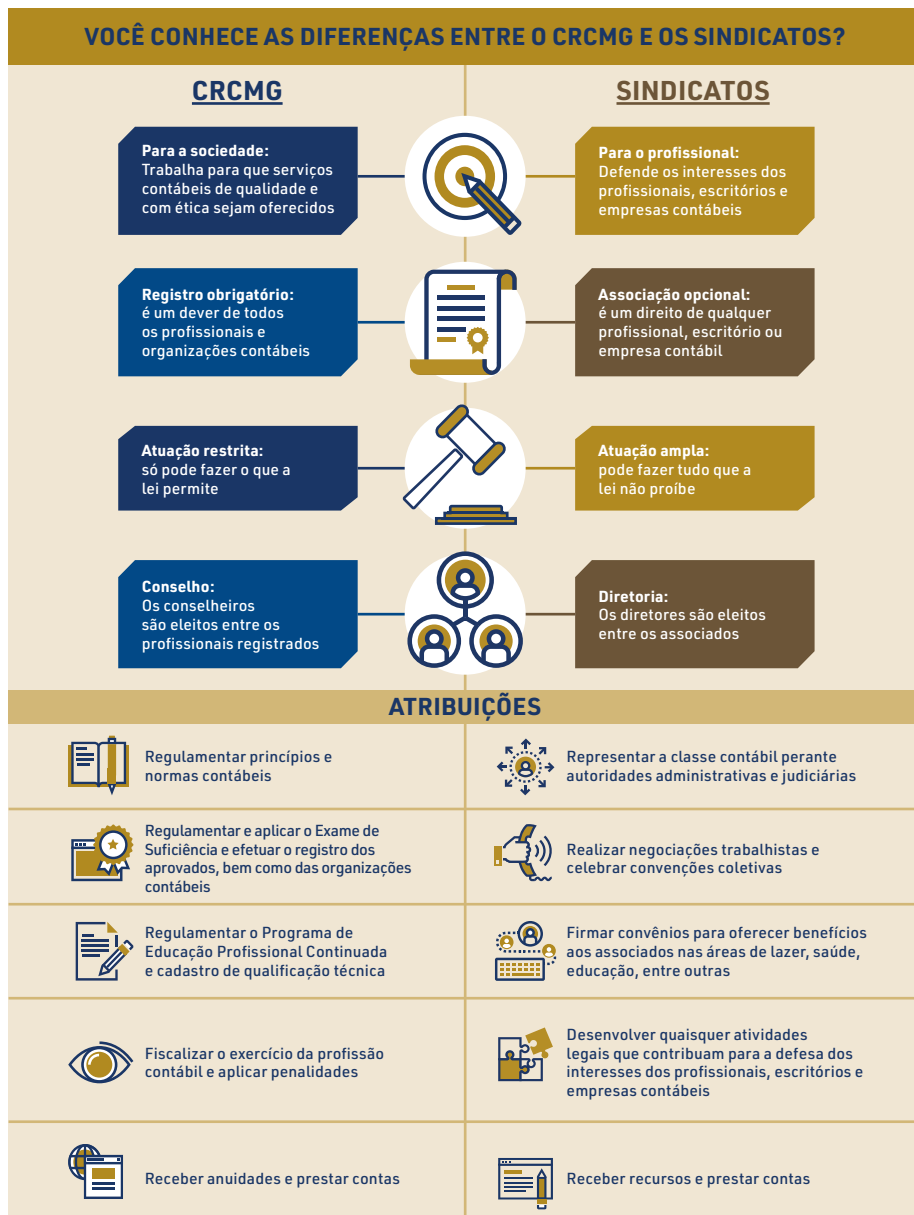 VOCÊ CONHECE AS DIFERENÇAS ENTRE O CRCMG E OS SINDICATOS?
CRCMG
SINDICATOS
Para a sociedade:
Trabalha para que serviços
contábeis de qualidade e
com ética sejam oferecidos
Para o profissional:
Defende os interesses dos
profissionais, escritórios e
empresas contábeis
Registro obrigatório:
é um dever de todos
os profissionais e
organizações contábeis
Associação opcional:
é um direito de qualquer
profissional, escritório ou
empresa contábil
Atuação restrita:
só pode fazer o que a
lei permite
Atuação ampla:
pode fazer tudo que a
lei não proíbe
Conselho:
Os conselheiros
são eleitos entre os
profissionais registrados
Diretoria:
Os diretores são eleitos
entre os associados
ATRIBUIÇÕES
Regulamentar princípios e
normas contábeis
Representar a classe contábil perante
autoridades administrativas e judiciárias
Regulamentar e aplicar o Exame de
Suficiência e efetuar o registro dos
aprovados, bem como das organizações
contábeis
Realizar negociações trabalhistas e
celebrar convenções coletivas
Regulamentar o Programa de
Educação Profissional Continuada
e cadastro de qualificação técnica
Firmar convênios para oferecer benefícios
aos associados nas áreas de lazer, saúde,
educação, entre outras
Fiscalizar o exercício da profissão
contábil e aplicar penalidades
Desenvolver quaisquer atividades
legais que contribuam para a defesa dos
interesses dos profissionais, escritórios e
empresas contábeis
Receber anuidades e prestar contas
Receber recursos e prestar contas